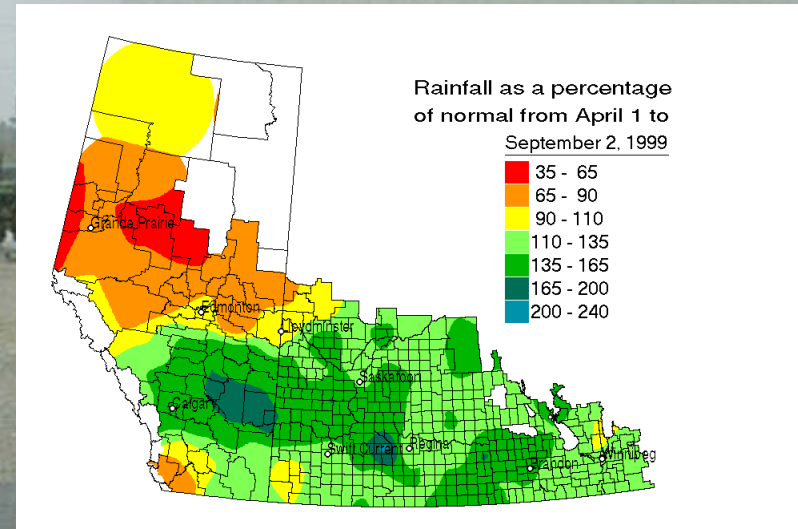 Rainfall as a percentage
of normal from April 1 to
September 2, 1999
35 - 65
65 - 90
90 - 110
110 - 135
135 - 165
165 - 200
200 - 240
Grande Prairie
Edmonton
Lloydminster
Saskatoon
Calgary
Swift Current
Regina
Brandon
Winnipeg